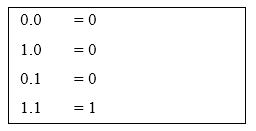 0.0 = 0
1.0 = 0
0.1 = 0
1.1 = 1